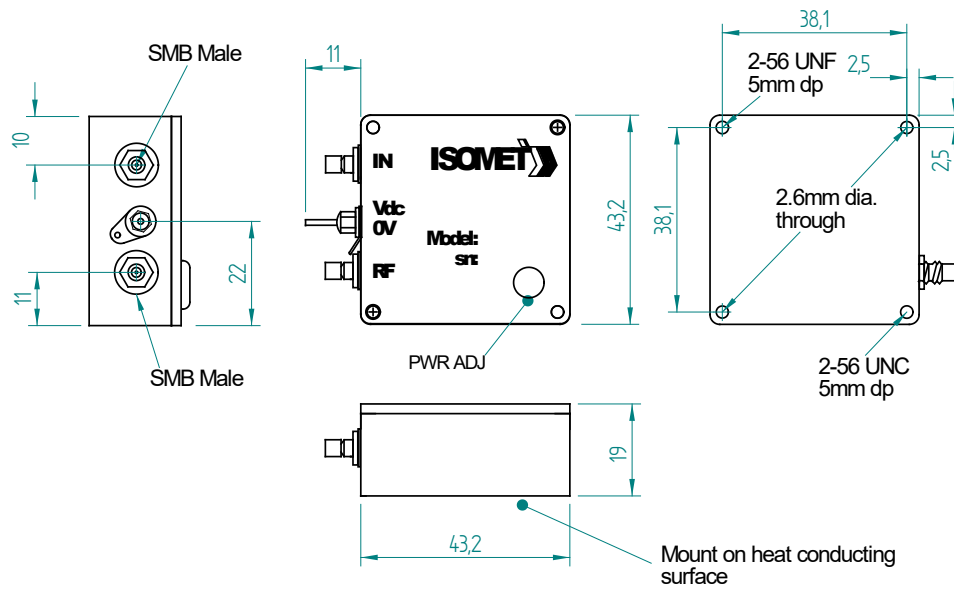 SMB Male
10
22
11
SMB Male
11
IN
ISOMET
Vdc
0V
Model:
sn:
RF
43,2
PWR ADJ
38,1
2-56 UNF
5mm dp
2,5
2,5
38,1
2.6mm dia.
through
2-56 UNC
5mm dp
19
43,2
Mount on heat conducting
surface